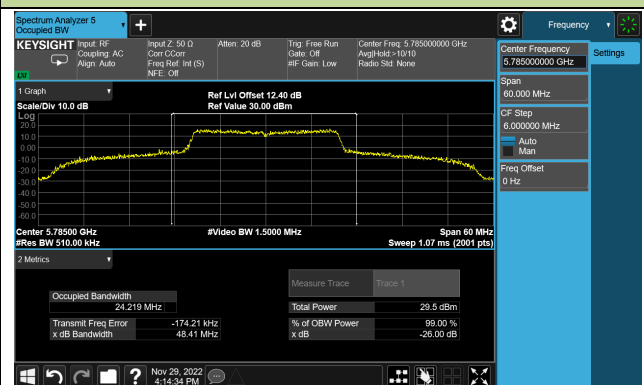 Spectrum Analyzer 5
Occupied BW
Frequency
KEYSIGHT
Input: RF
Coupling: AC
Align: Auto
Input Z: 50 Ω
Corr CCorr
Freq Ref: Int (S)
NFE: Off
Atten: 20 dB
Trig: Free Run
Gate: Off
#IF Gain: Low
Center Freq: 5.785000000 GHz
Avg|Hold:>10/10
Radio Std: None
LXI
Center Frequency
5.785000000 GHz
Settings
Span
60.000 MHz
CF Step
6.000000 MHz
Auto
Man
Freq Offset
0 Hz
1 Graph
Scale/Div 10.0 dB
Ref Lvl Offset 12.40 dB
Ref Value 30.00 dBm
Log
20.0
10.0
0.00
-10.0
-20.0
-30.0
-40.0
-50.0
-60.0
Center 5.78500 GHz
#Res BW 510.00 kHz
#Video BW 1.5000 MHz
Span 60 MHz
Sweep 1.07 ms (2001 pts)
2 Metrics
Measure Trace
Trace 1
Occupied Bandwidth
24.219 MHz
Total Power
29.5 dBm
Transmit Freq Error
-174.21 kHz
% of OBW Power
99.00 %
x dB Bandwidth
48.41 MHz
x dB
-26.00 dB
?
Nov 29, 2022
4:14:34 PM